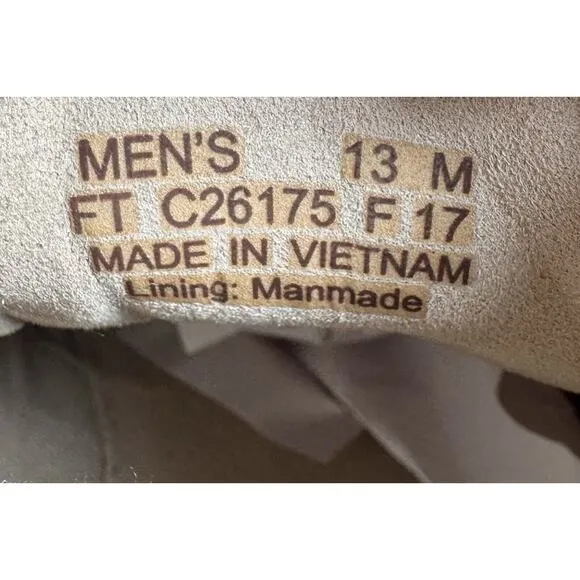 MEN'S 13 M
FT C26175 F 17
MADE IN VIETNAM
Lining: Manmade